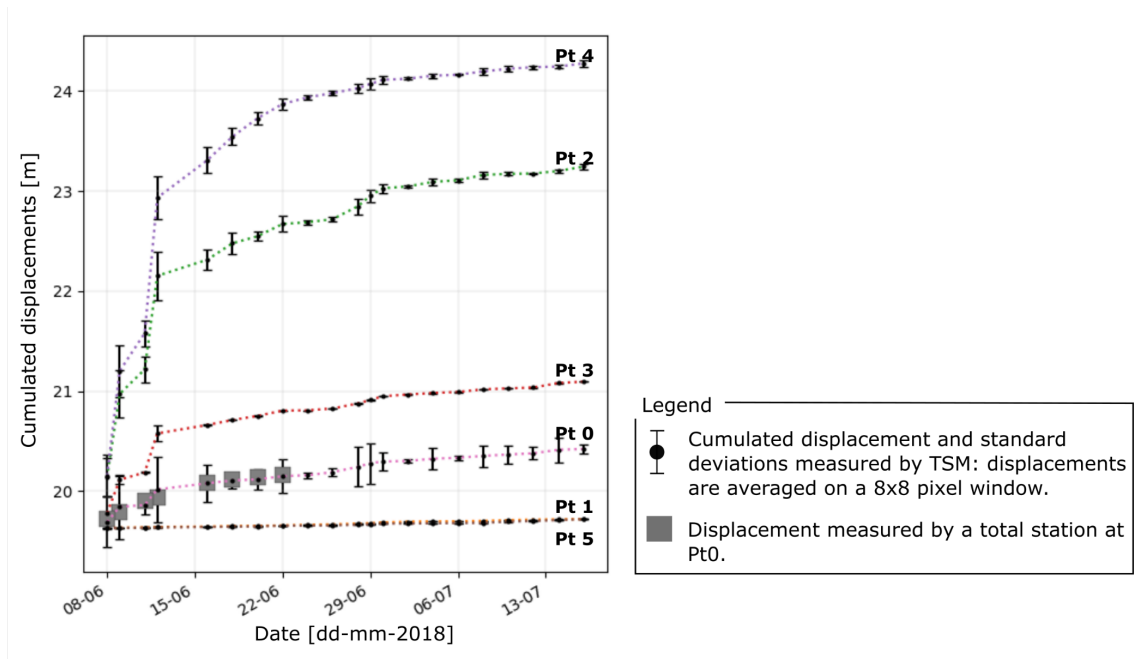 Pt 4
24
Pt 2
23
22
Pt 3
21
Pt 0
20
Pt 1
Pt 5
Cumulated displacements [m]
08-06
15-06
22-06
29-06
06-07
13-07
Date [dd-mm-2018]
Legend
Cumulated displacement and standard
deviations measured by TSM: displacements
are averaged on a 8x8 pixel window.
Displacement measured by a total station at
Pt0.